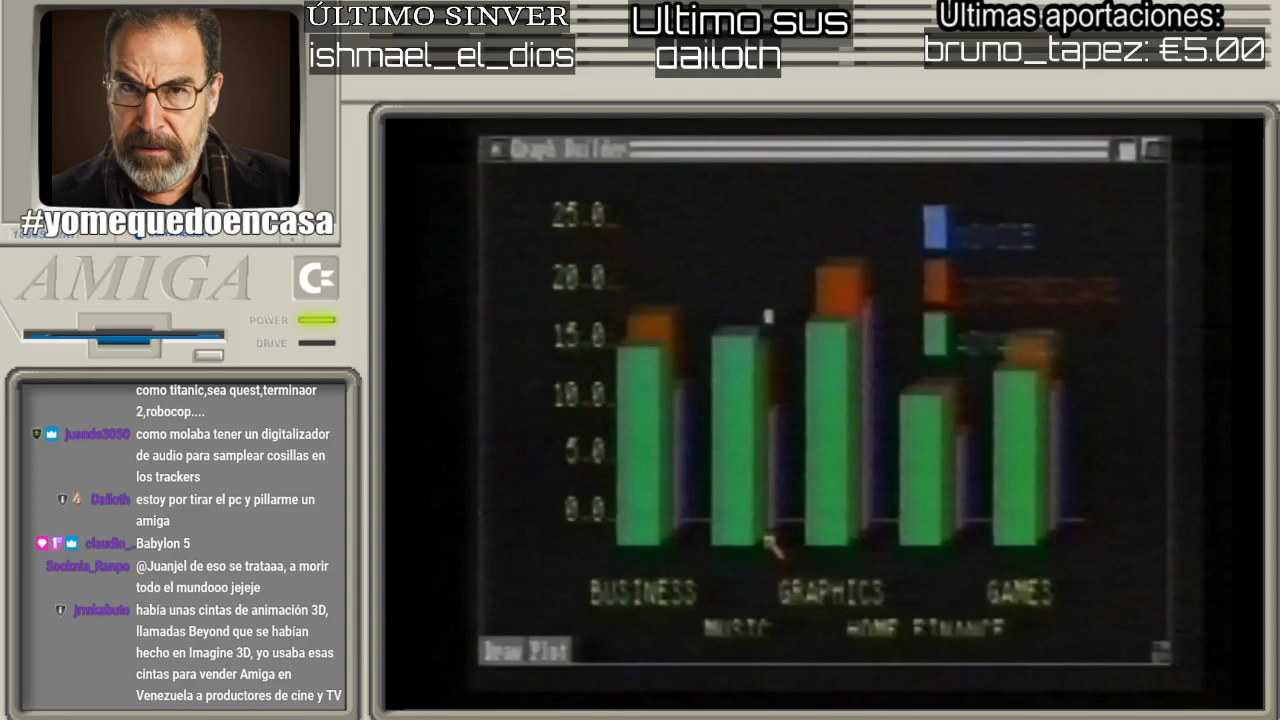 ÚLTIMO SINVER
ishmael_el_dios
Ultimo sus
dailoth
Ultimas aportaciones:
bruno_tapez: €5.00
#yomequedoencasa
AMIGA
POWER
DRIVE
como titanic,sea quest,terminaor
2,robocop....
juande3050 como molaba tener un digitalizador
de audio para samplear cosillas en
los trackers
Dailoth estoy por tirar el pc y pillarme un
amiga
claudio_. Babylon 5
Socknia_Ranpo @Juanjel de eso se trataaa, a morir
todo el mundooo jejeje
jrmkabuto había unas cintas de animación 3D,
llamadas Beyond que se habían
hecho en Imagine 3D, yo usaba esas
cintas para vender Amiga en
Venezuela a productores de cine y TV
Graph Builder
25.0
20.0
15.0
10.0
5.0
0.0
BUSINESS GRAPHICS GAMES
MUSIC HOME FINANCE
Draw Plot